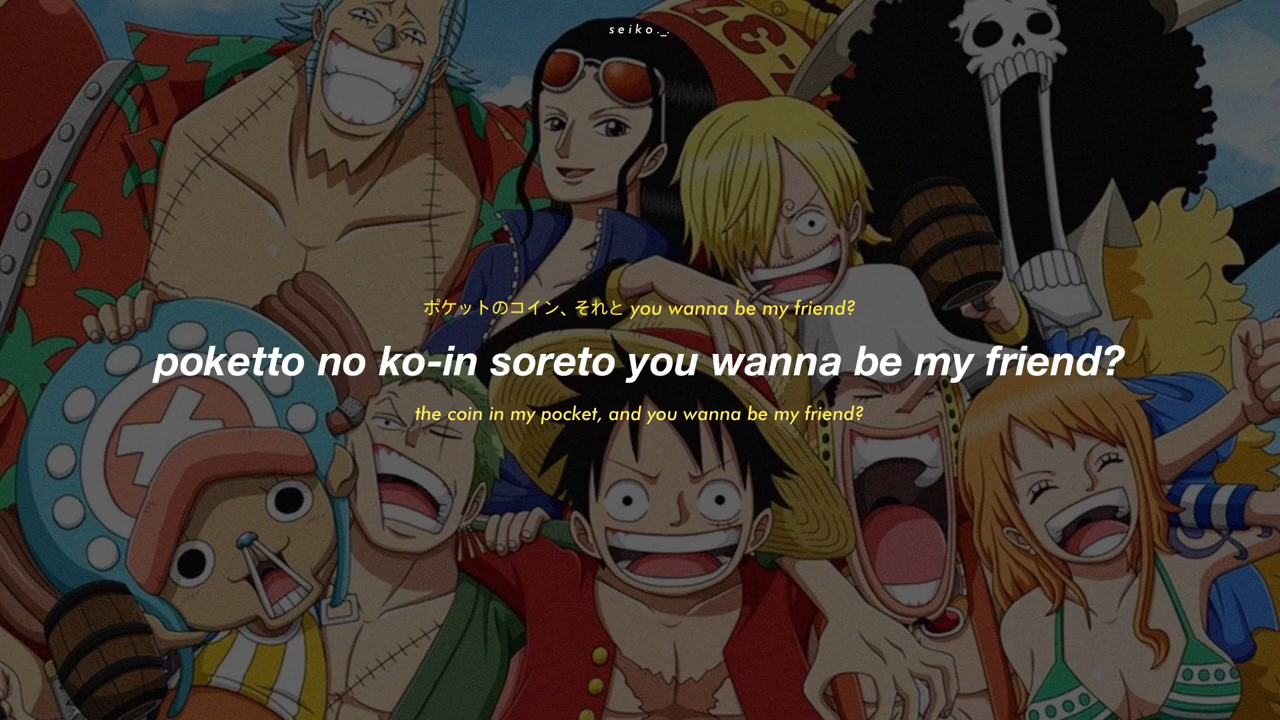 seiko._.
ポケットのコイン、それと you wanna be my friend?
poketto no ko-in soreto you wanna be my friend?
the coin in my pocket, and you wanna be my friend?